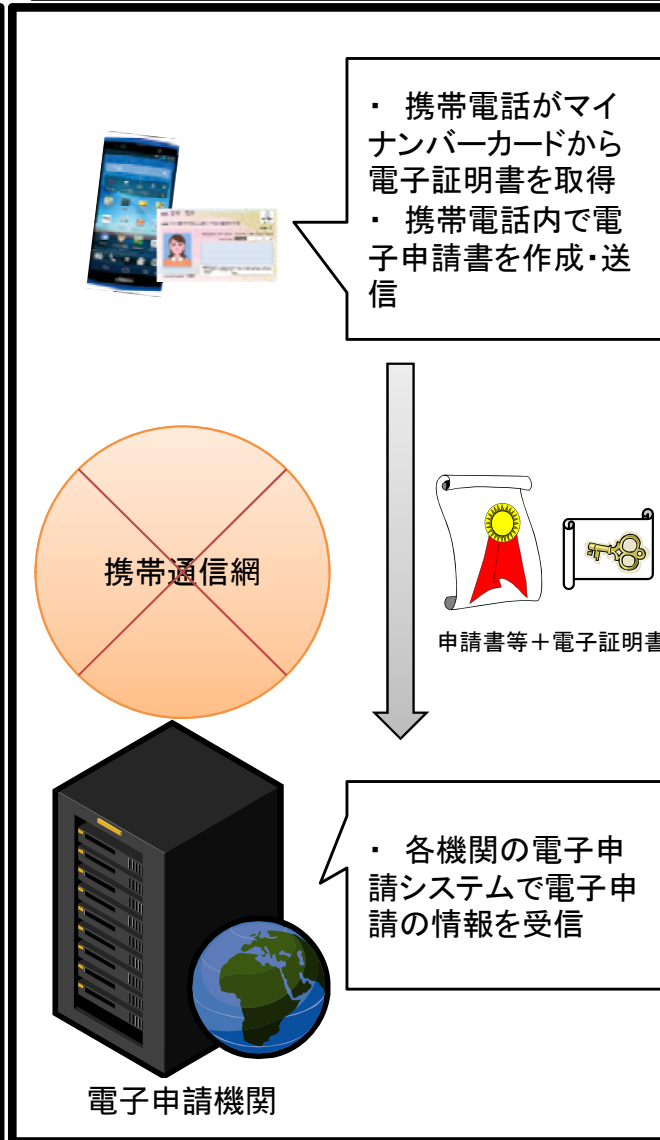 ・ 携帯電話がマイ
ナンバーカードから
電子証明書を取得
・ 携帯電話内で電
子申請書を作成・送
信
携帯通信網
申請書等＋電子証明書
・ 各機関の電子申
請システムで電子申
請の情報を受信
電子申請機関